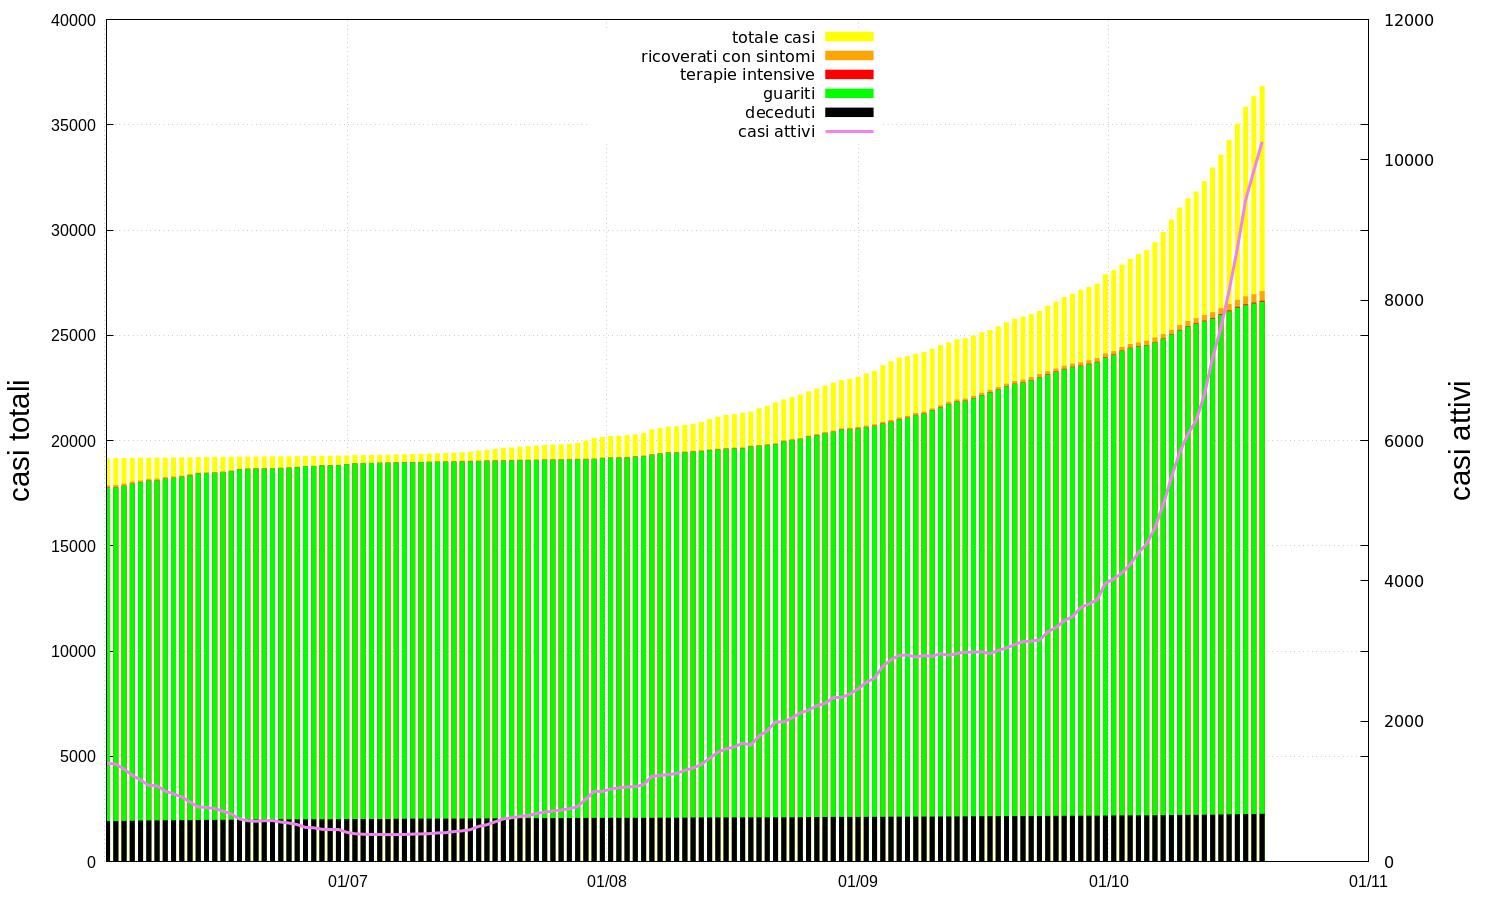 40000
35000
30000
25000
20000
15000
10000
5000
0
casi totali
totale casi
ricoverati con sintomi
terapie intensive
guariti
deceduti
casi attivi
12000
10000
8000
6000
4000
2000
0
casi attivi
01/07
01/08
01/09
01/10
01/11